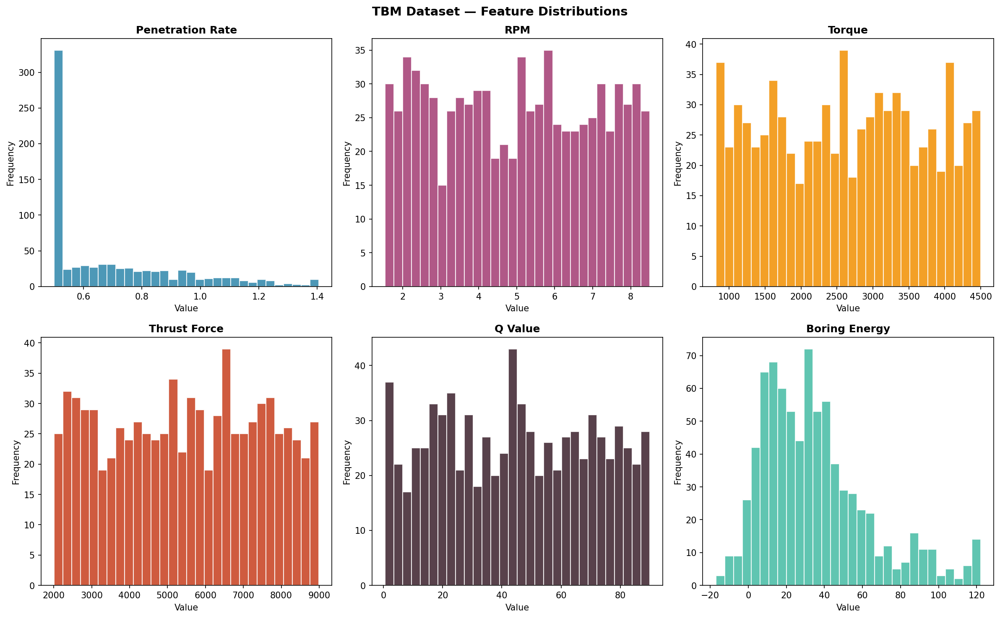 TBM Dataset — Feature Distributions
Penetration Rate
Frequency
300
250
200
150
100
50
0
0.6 0.8 1.0 1.2 1.4
Value
RPM
Frequency
35
30
25
20
15
10
5
0
2 3 4 5 6 7 8
Value
Torque
Frequency
40
35
30
25
20
15
10
5
0
1000 1500 2000 2500 3000 3500 4000 4500
Value
Thrust Force
Frequency
40
35
30
25
20
15
10
5
0
2000 3000 4000 5000 6000 7000 8000 9000
Value
Q Value
Frequency
40
30
20
10
0
0 20 40 60 80
Value
Boring Energy
Frequency
70
60
50
40
30
20
10
0
−20 0 20 40 60 80 100 120
Value